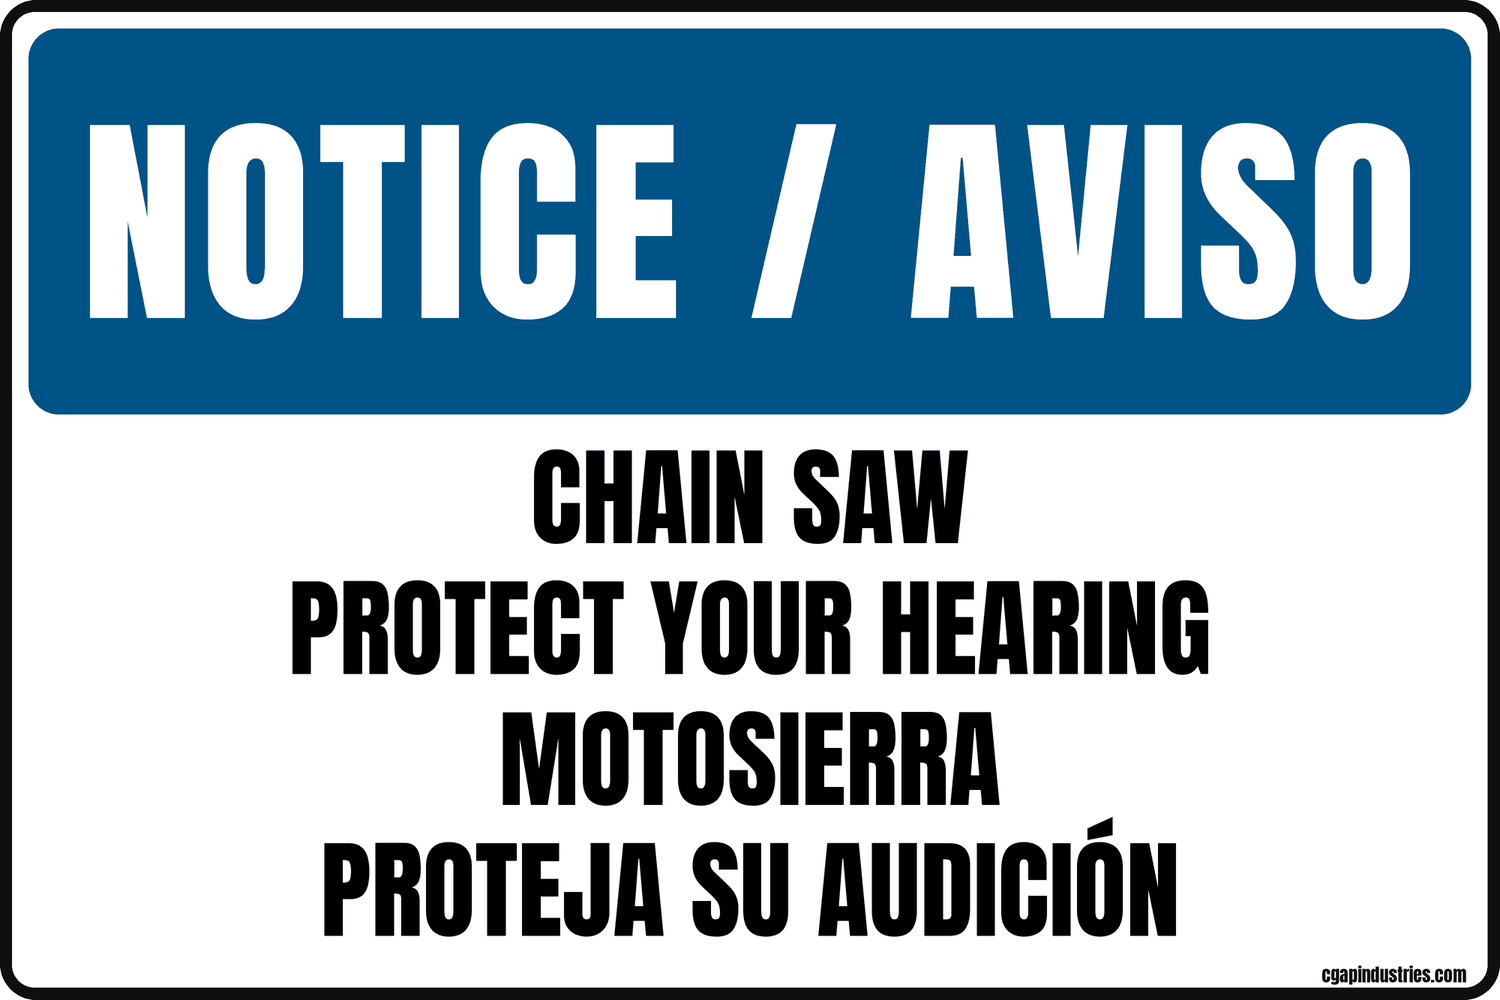 NOTICE / AVISO
CHAIN SAW
PROTECT YOUR HEARING
MOTOSIERRA
PROTEJA SU AUDICIÓN
cgapindustries.com